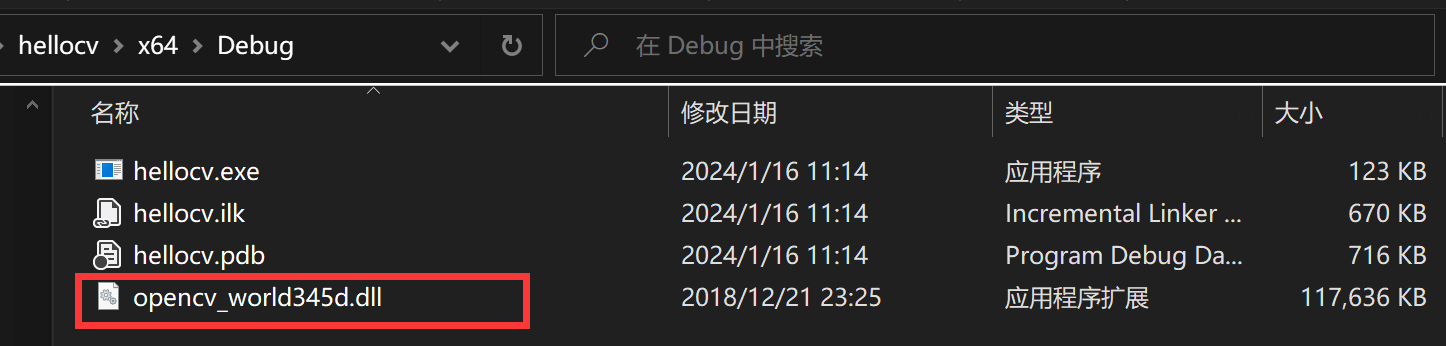 hellocv > x64 > Debug 在 Debug 中搜索
名称 修改日期 类型 大小
hellocv.exe 2024/1/16 11:14 应用程序 123 KB
hellocv.ilk 2024/1/16 11:14 Incremental Linker ... 670 KB
hellocv.pdb 2024/1/16 11:14 Program Debug Da... 716 KB
opencv_world345d.dll 2018/12/21 23:25 应用程序扩展 117,636 KB